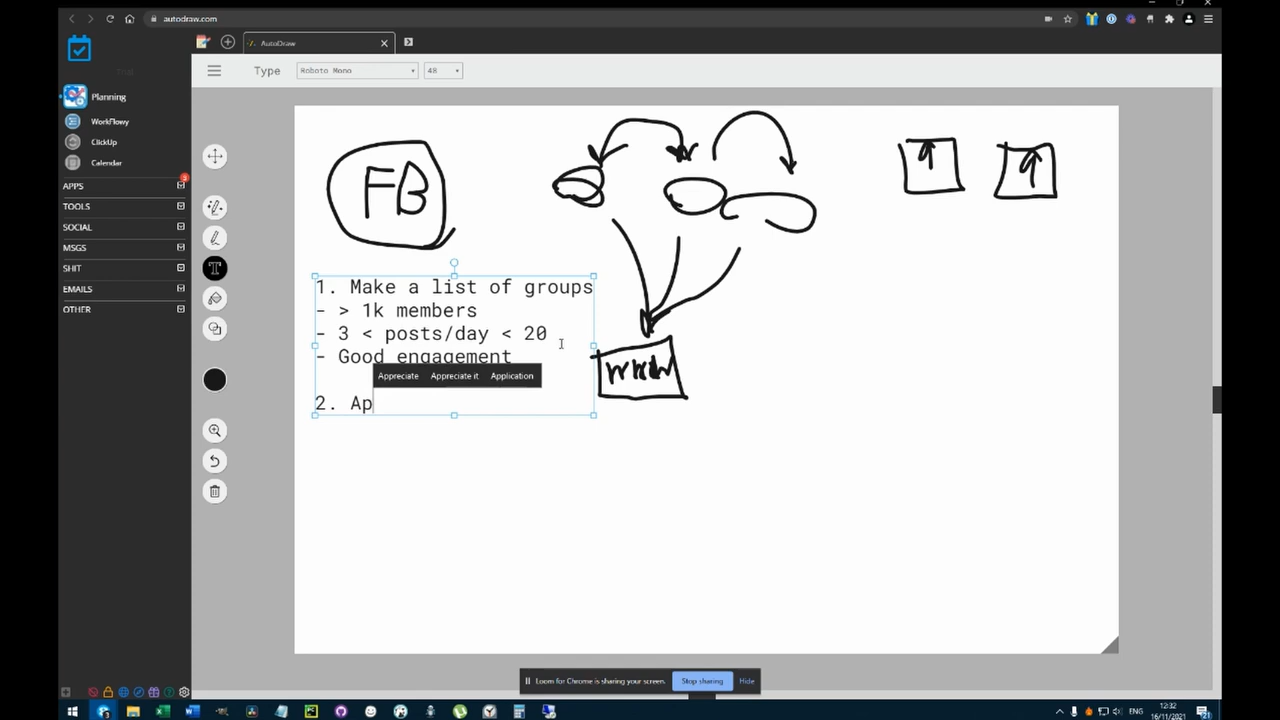 autodraw.com
AutoDraw
Type
Roboto Mono
48
Planning
WorkFlowy
ClickUp
Calendar
3
APPS
TOOLS
SOCIAL
MSGS
SHIT
EMAILS
OTHER
FB
1. Make a list of groups
- > 1k members
- 3 < posts/day < 20
- Good engagement
Appreciate Appreciate it Application
2. Ap
Loom for Chrome is sharing your screen. Stop sharing Hide
ENG
12:32
16/11/2021